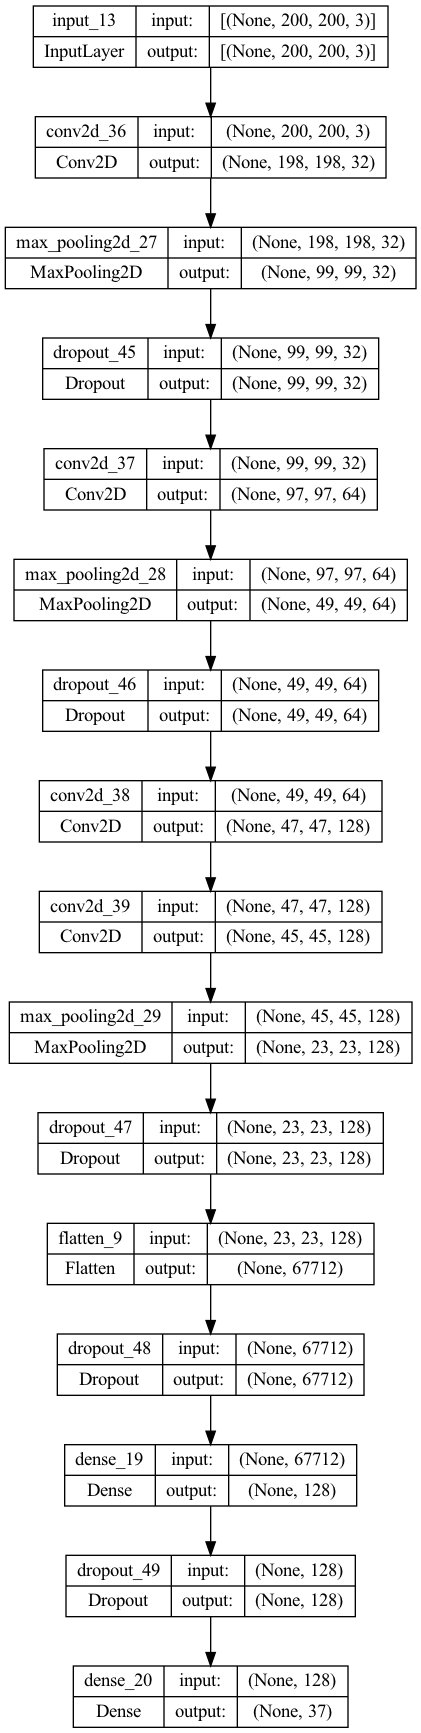 input_13 input: [(None, 200, 200, 3)]
InputLayer output: [(None, 200, 200, 3)]
conv2d_36 input: (None, 200, 200, 3)
Conv2D output: (None, 198, 198, 32)
max_pooling2d_27 input: (None, 198, 198, 32)
MaxPooling2D output: (None, 99, 99, 32)
dropout_45 input: (None, 99, 99, 32)
Dropout output: (None, 99, 99, 32)
conv2d_37 input: (None, 99, 99, 32)
Conv2D output: (None, 97, 97, 64)
max_pooling2d_28 input: (None, 97, 97, 64)
MaxPooling2D output: (None, 49, 49, 64)
dropout_46 input: (None, 49, 49, 64)
Dropout output: (None, 49, 49, 64)
conv2d_38 input: (None, 49, 49, 64)
Conv2D output: (None, 47, 47, 128)
conv2d_39 input: (None, 47, 47, 128)
Conv2D output: (None, 45, 45, 128)
max_pooling2d_29 input: (None, 45, 45, 128)
MaxPooling2D output: (None, 23, 23, 128)
dropout_47 input: (None, 23, 23, 128)
Dropout output: (None, 23, 23, 128)
flatten_9 input: (None, 23, 23, 128)
Flatten output: (None, 67712)
dropout_48 input: (None, 67712)
Dropout output: (None, 67712)
dense_19 input: (None, 67712)
Dense output: (None, 128)
dropout_49 input: (None, 128)
Dropout output: (None, 128)
dense_20 input: (None, 128)
Dense output: (None, 37)